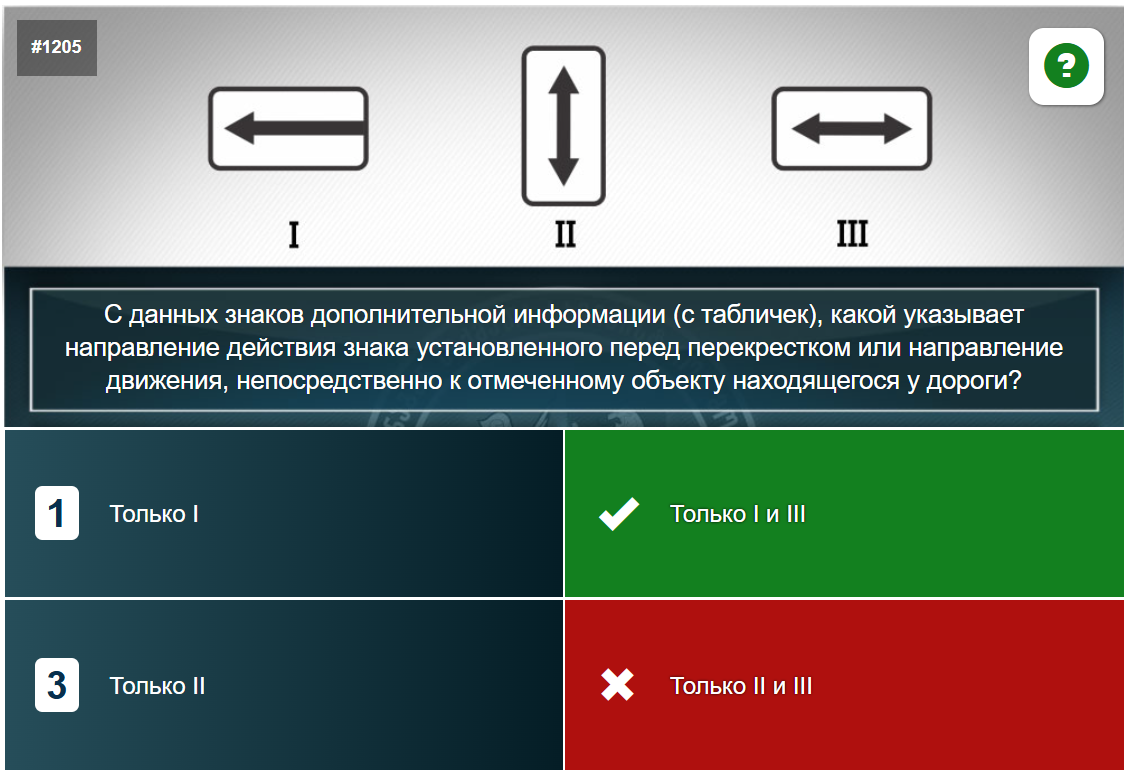 #1205
?
I
II
III
С данных знаков дополнительной информации (с табличек), какой указывает
направление действия знака установленного перед перекрестком или направление
движения, непосредственно к отмеченному объекту находящегося у дороги?
1
Только I
Только I и III
3
Только II
Только II и III